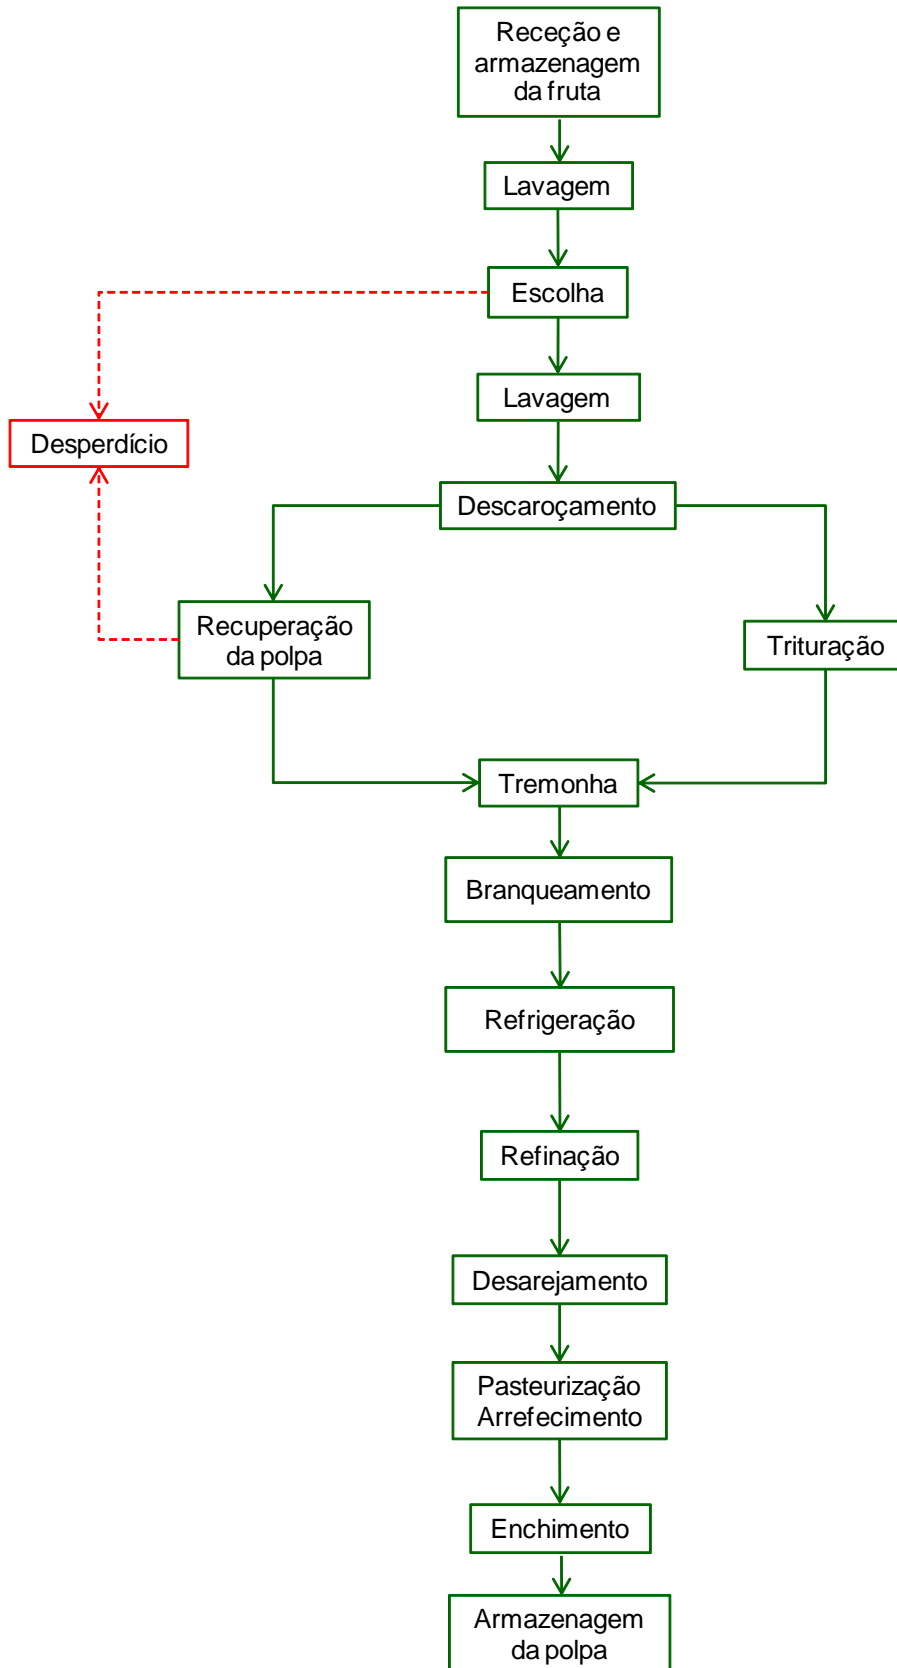 Receção e
armazenagem
da fruta
Lavagem
Escolha
Lavagem
Desperdício
Descaroçamento
Recuperação
da polpa
Trituração
Tremonha
Branqueamento
Refrigeração
Refinação
Desarejamento
Pasteurização
Arrefecimento
Enchimento
Armazenagem
da polpa